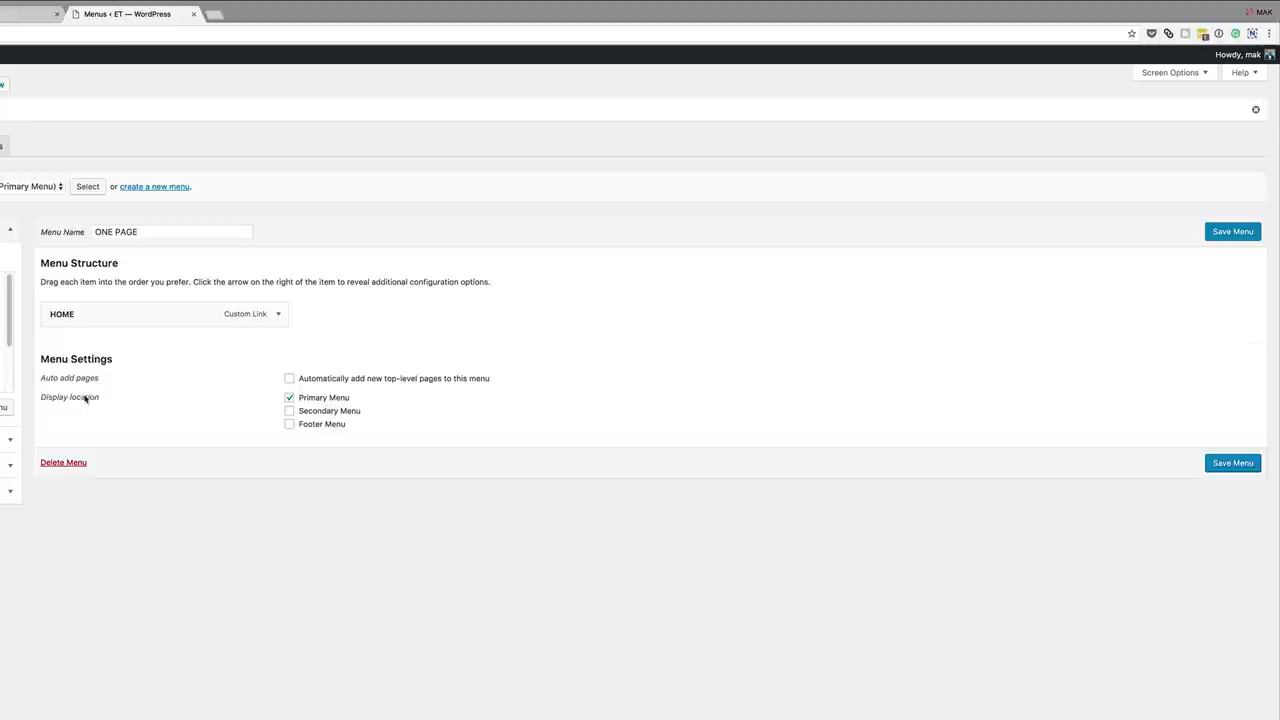 Menus ‹ ET — WordPress
MAK
Howdy, mak
Screen Options Help
Primary Menu) Select or create a new menu.
Menu Name ONE PAGE Save Menu
Menu Structure
Drag each item into the order you prefer. Click the arrow on the right of the item to reveal additional configuration options.
HOME Custom Link
Menu Settings
Auto add pages Automatically add new top-level pages to this menu
Display location Primary Menu
Secondary Menu
Footer Menu
Delete Menu Save Menu